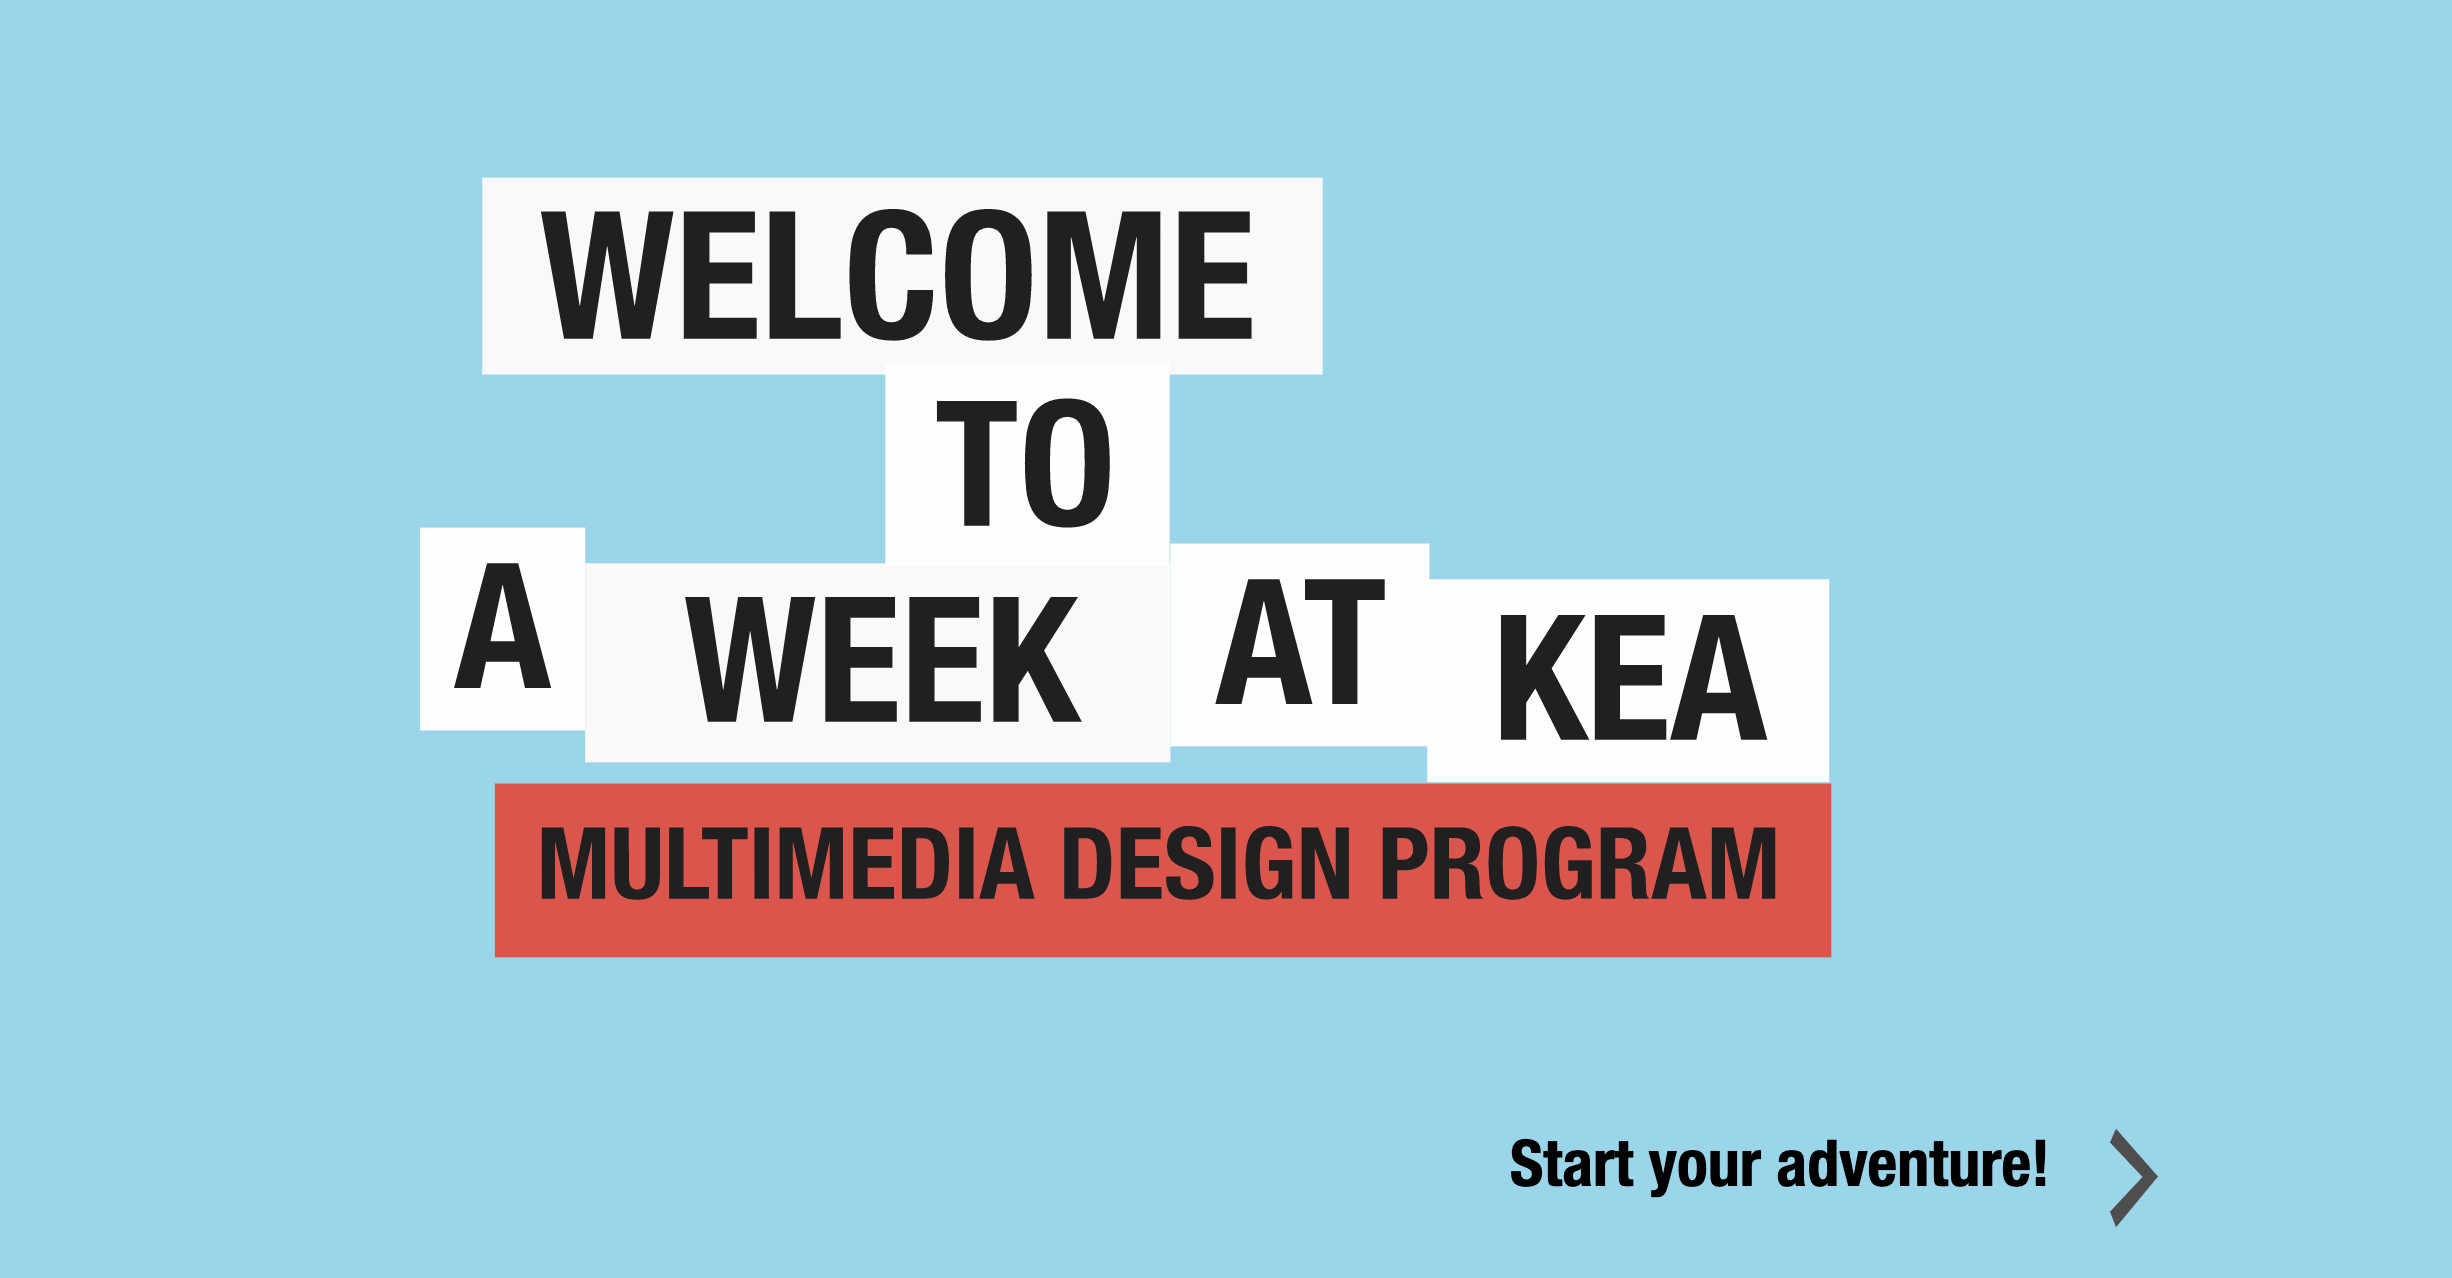 WELCOME
TO
A WEEK AT KEA
MULTIMEDIA DESIGN PROGRAM
Start your adventure!